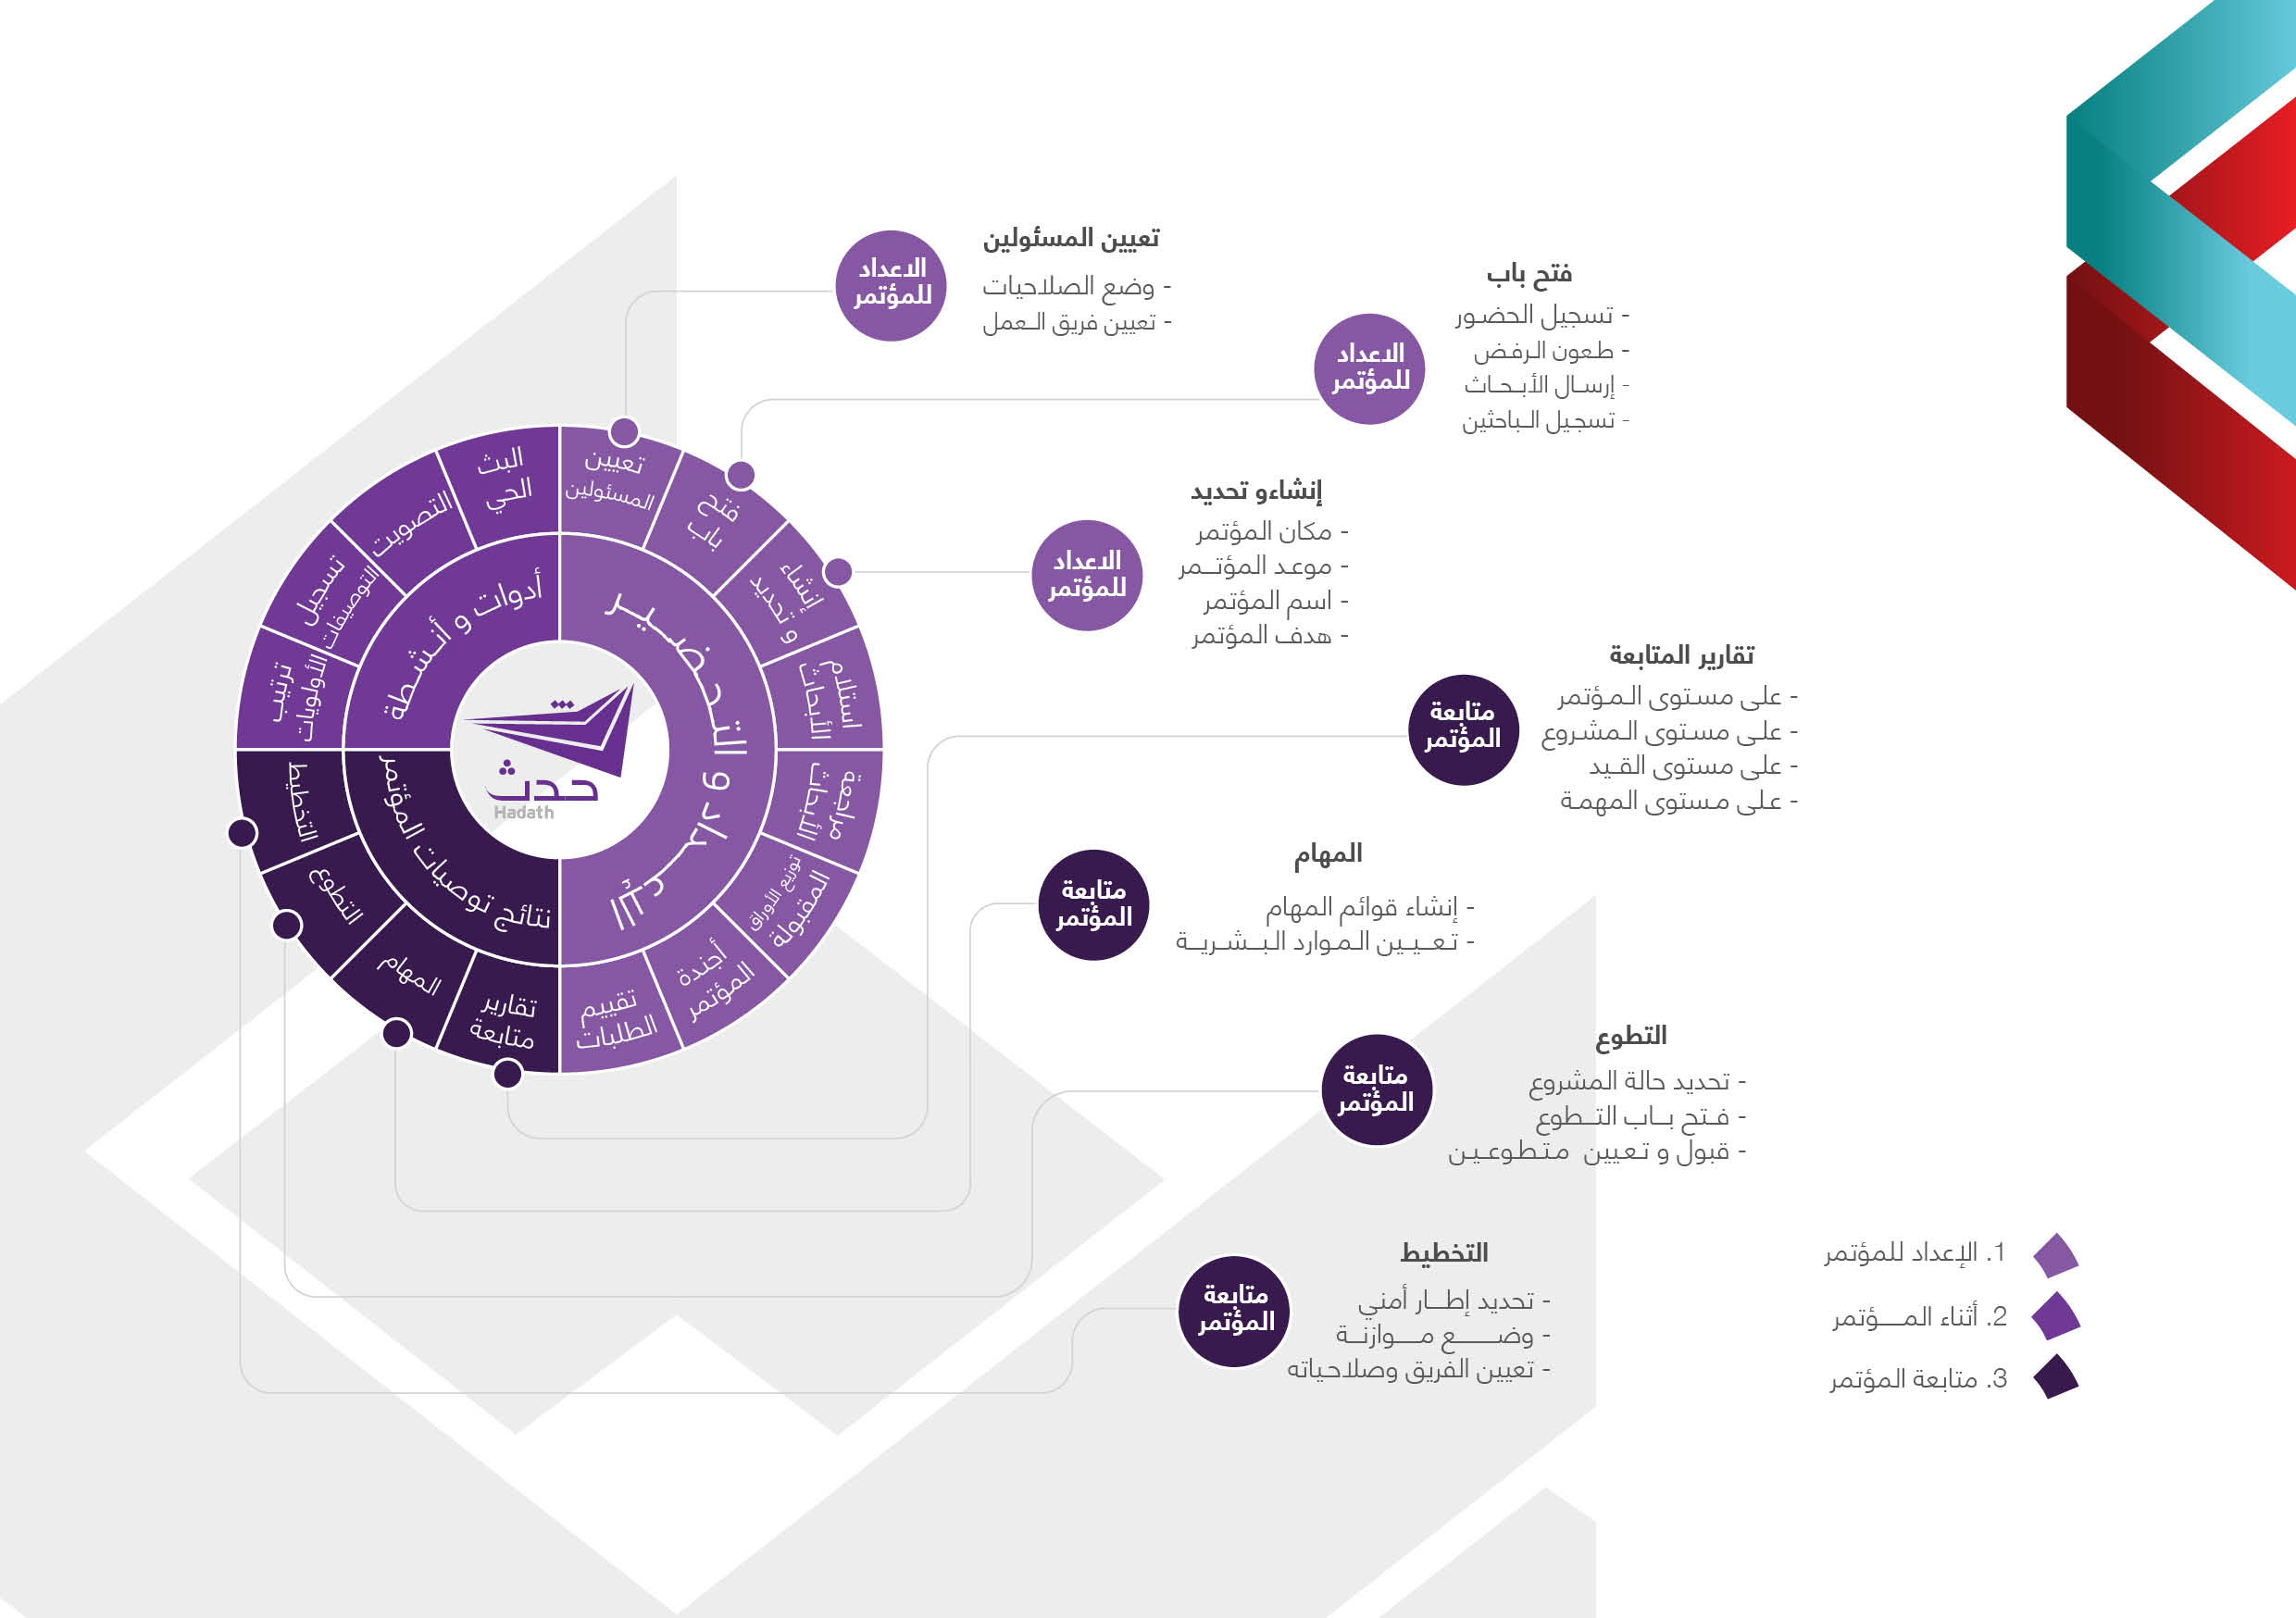 تعيين المسئولين
- وضع الصلاحيات
- تعيين فريق العمل
الاعداد
للمؤتمر
فتح باب
- تسجيل الحضور
- طعون الرفض
- إرسال الأبحاث
- تسجيل الباحثين
الاعداد
للمؤتمر
إنشاءو تحديد
- مكان المؤتمر
- موعد المؤتمر
- اسم المؤتمر
- هدف المؤتمر
الاعداد
للمؤتمر
تقارير المتابعة
- على مستوى المؤتمر
- على مستوى المشروع
- على مستوى القيد
- على مستوى المهمة
متابعة
المؤتمر
المهام
- إنشاء قوائم المهام
- تعيين الموارد البشرية
متابعة
المؤتمر
التطوع
- تحديد حالة المشروع
- فتح باب التطوع
- قبول و تعيين متطوعين
متابعة
المؤتمر
التخطيط
- تحديد إطار أمني
- وضع موازنة
- تعيين الفريق وصلاحياته
متابعة
المؤتمر
1. الإعداد للمؤتمر
2. أثناء المؤتمر
3. متابعة المؤتمر
تعيين
المسئولين
فتح
باب
إنشاء
و تحديد
استلام
الأبحاث
مراجعة
الأبحاث
توزيع الأوراق
المقبولة
أجندة
المؤتمر
تقييم
الطلبات
تقارير
متابعة
المهام
التطوع
التخطيط
ترتيب
الأولويات
تسجيل
التوصيفات
التصويت
البث
الحي
أدوات و أنشطة
نتائج توصيات المؤتمر
التحضير و
حدث
Hadath